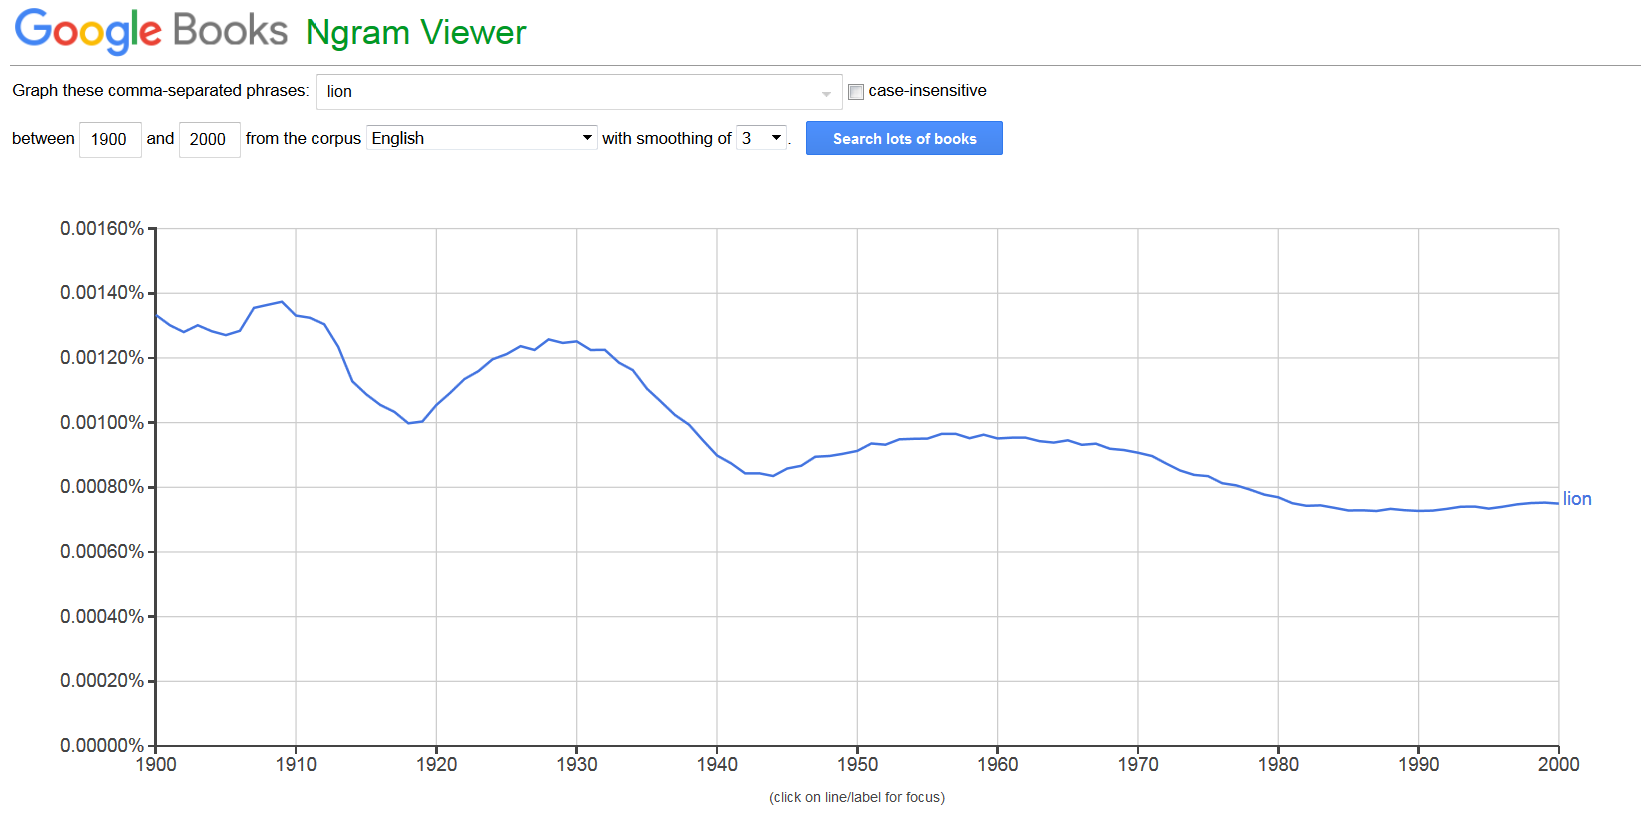 Google Books Ngram Viewer
Graph these comma-separated phrases: lion case-insensitive
between 1900 and 2000 from the corpus English with smoothing of 3 . Search lots of books
0.00160%
0.00140%
0.00120%
0.00100%
0.00080%
lion
0.00060%
0.00040%
0.00020%
0.00000%
1900 1910 1920 1930 1940 1950 1960 1970 1980 1990 2000
(click on line/label for focus)